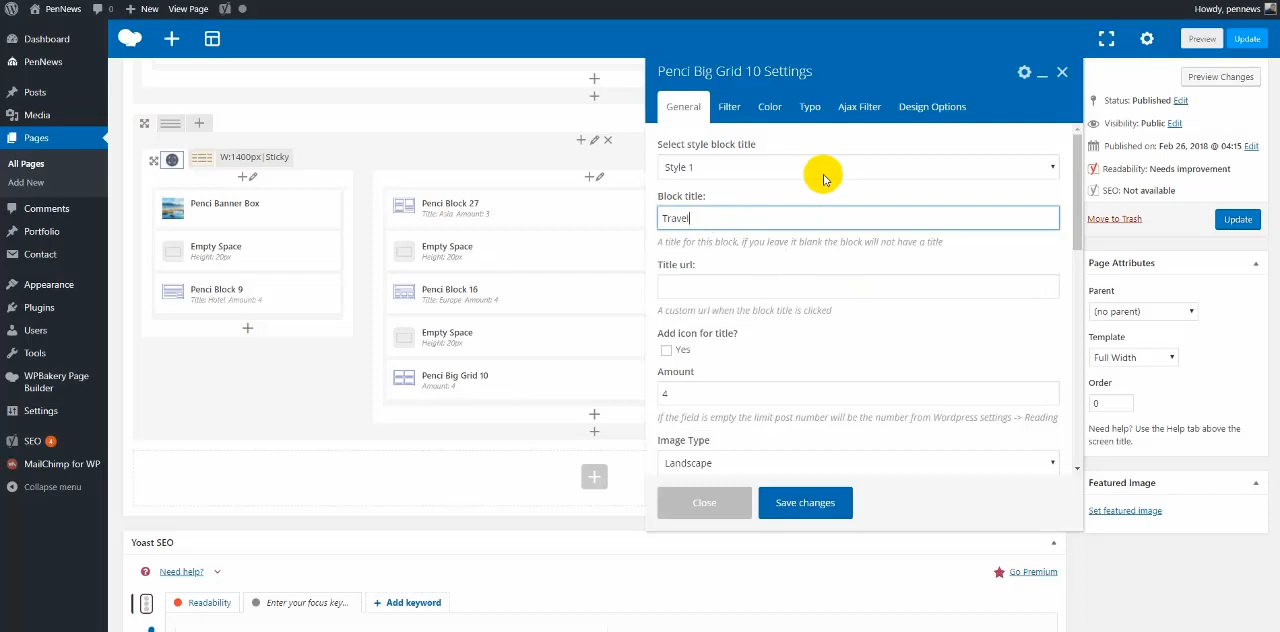 PenNews
0
New
View Page
Howdy, pennews
Dashboard
PenNews
Posts
Media
Pages
All Pages
Add New
Comments
Portfolio
Contact
Appearance
Plugins
Users
Tools
WPBakery Page
Builder
Settings
SEO 4
MailChimp for WP
Collapse menu
Preview
Update
W:1400px|Sticky
Penci Banner Box
Empty Space
Height: 20px
Penci Block 9
Title: Hotel Amount: 4
Penci Block 27
Title: Asia Amount: 3
Empty Space
Height: 20px
Penci Block 16
Title: Europe Amount: 4
Empty Space
Height: 20px
Penci Big Grid 10
Amount: 4
Penci Big Grid 10 Settings
General
Filter
Color
Typo
Ajax Filter
Design Options
Select style block title
Style 1
Block title:
Travel
A title for this block, if you leave it blank the block will not have a title
Title url:
A custom url when the block title is clicked
Add icon for title?
Yes
Amount
4
If the field is empty the limit post number will be the number from Wordpress settings -> Reading
Image Type
Landscape
Close
Save changes
Preview Changes
Status: Published Edit
Visibility: Public Edit
Published on: Feb 26, 2018 @ 04:15 Edit
Readability: Needs improvement
SEO: Not available
Move to Trash
Update
Page Attributes
Parent
(no parent)
Template
Full Width
Order
0
Need help? Use the Help tab above the
screen title.
Featured Image
Set featured image
Yoast SEO
Need help?
Go Premium
Readability
Enter your focus key...
Add keyword